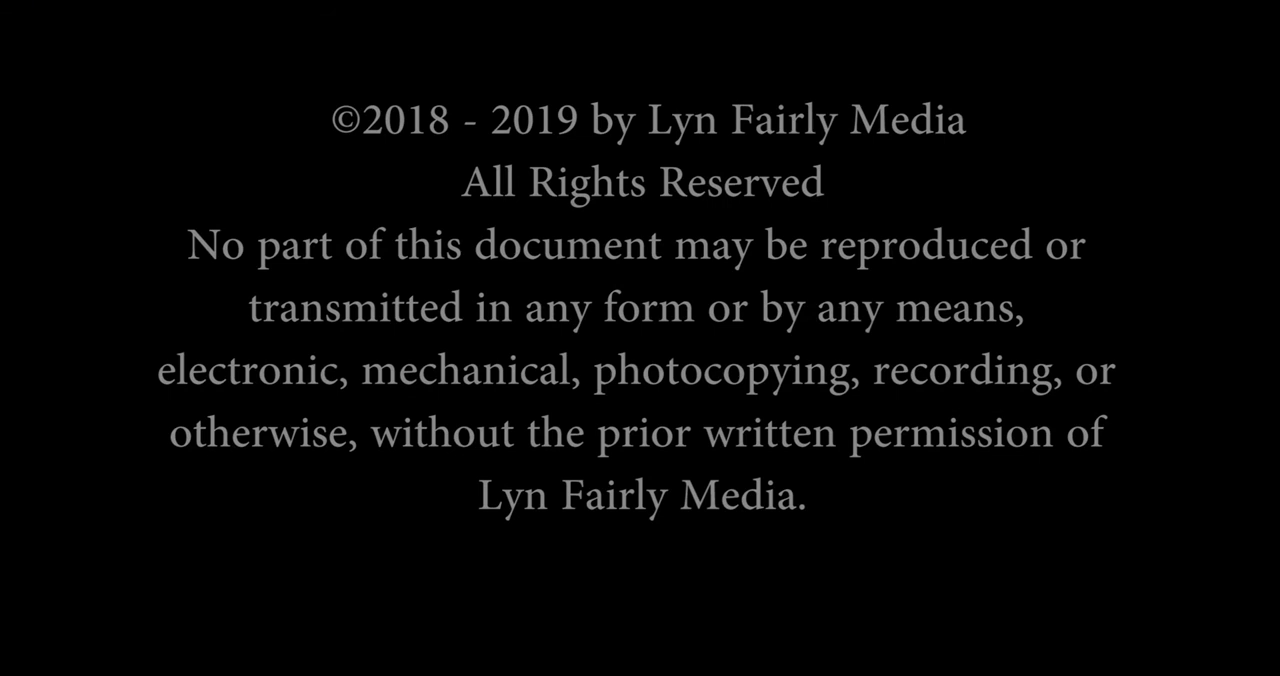 ©2018 - 2019 by Lyn Fairly Media
All Rights Reserved
No part of this document may be reproduced or
transmitted in any form or by any means,
electronic, mechanical, photocopying, recording, or
otherwise, without the prior written permission of
Lyn Fairly Media.